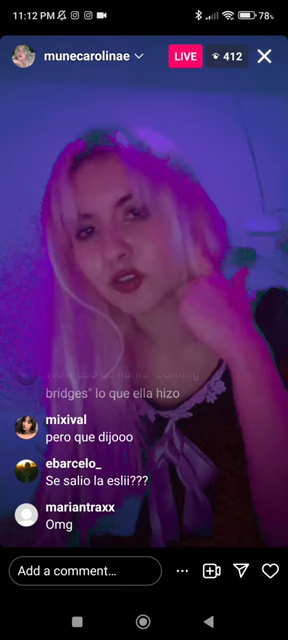 11:12 PM
78%
munecarolinae
LIVE
412
bridges" lo que ella hizo
mixival
pero que dijooo
ebarcelo_
Se salio la eslii???
mariantraxx
Omg
Add a comment...